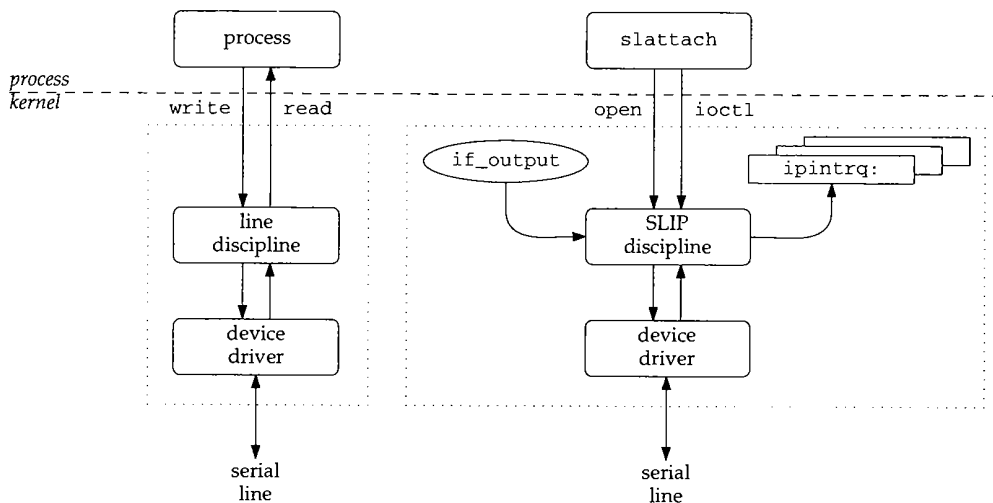 process
slattach
process
kernel
write
read
open
ioctl
if_output
ipintrq:
line
discipline
SLIP
discipline
device
driver
device
driver
serial
line
serial
line